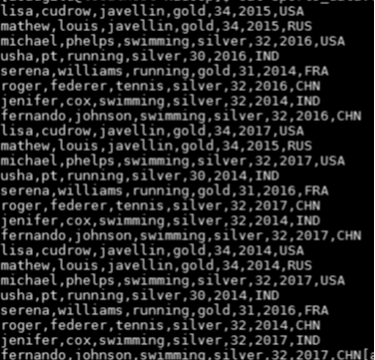 lisa,cudrow,javellin,gold,34,2015,USA
mathew,louis,javellin,gold,34,2015,RUS
michael,phelps,swimming,silver,32,2016,USA
usha,pt,running,silver,30,2016,IND
serena,williams,running,gold,31,2014,FRA
roger,federer,tennis,silver,32,2016,CHN
jenifer,cox,swimming,silver,32,2014,IND
fernando,johnson,swimming,silver,32,2016,CHN
lisa,cudrow,javellin,gold,34,2017,USA
mathew,louis,javellin,gold,34,2015,RUS
michael,phelps,swimming,silver,32,2017,USA
usha,pt,running,silver,30,2014,IND
serena,williams,running,gold,31,2016,FRA
roger,federer,tennis,silver,32,2017,CHN
jenifer,cox,swimming,silver,32,2014,IND
fernando,johnson,swimming,silver,32,2017,CHN
lisa,cudrow,javellin,gold,34,2014,USA
mathew,louis,javellin,gold,34,2014,RUS
michael,phelps,swimming,silver,32,2017,USA
usha,pt,running,silver,30,2014,IND
serena,williams,running,gold,31,2016,FRA
roger,federer,tennis,silver,32,2014,CHN
jenifer,cox,swimming,silver,32,2014,IND
fernando,johnson,swimming,silver,32,2017,CHN[